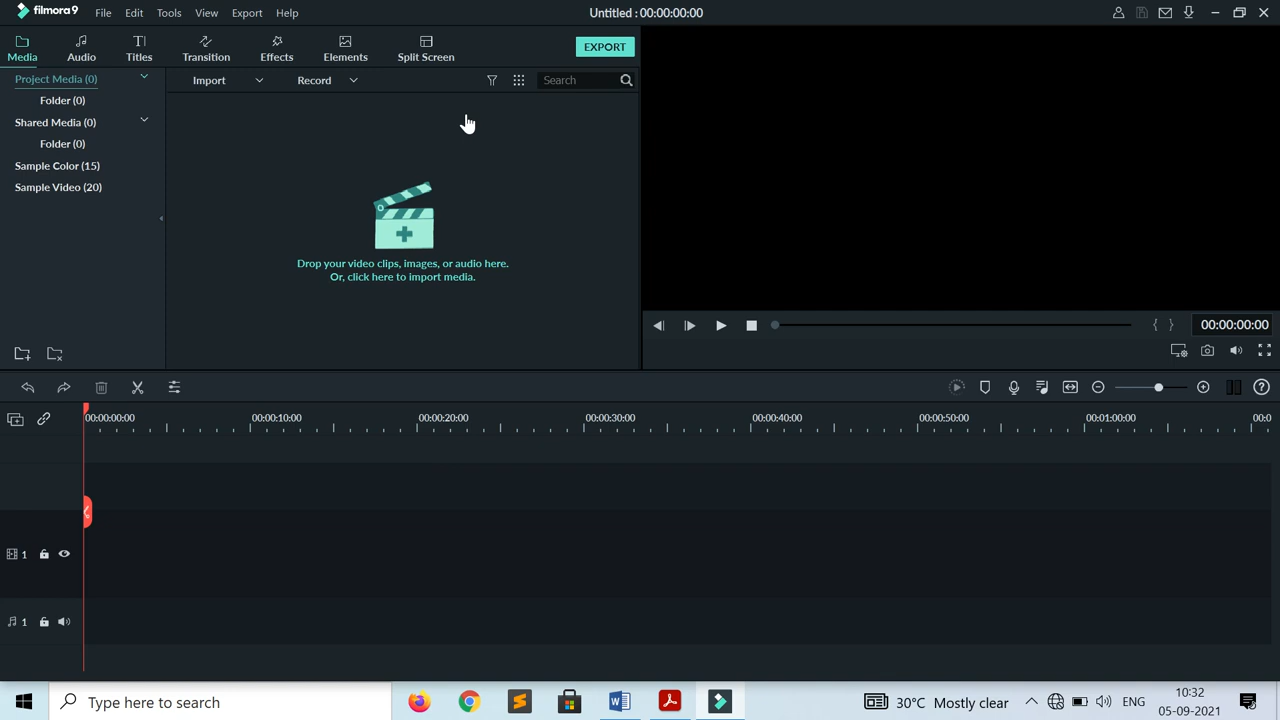 filmora9 File Edit Tools View Export Help Untitled : 00:00:00:00
Media Audio Titles Transition Effects Elements Split Screen EXPORT
Project Media (0) Import Record Search
Folder (0)
Shared Media (0)
Folder (0)
Sample Color (15)
Sample Video (20)
Drop your video clips, images, or audio here.
Or, click here to import media.
00:00:00:00
00:00:00:00 00:00:10:00 00:00:20:00 00:00:30:00 00:00:40:00 00:00:50:00 00:01:00:00 00:0
1
1
Type here to search 30°C Mostly clear ENG 10:32
05-09-2021